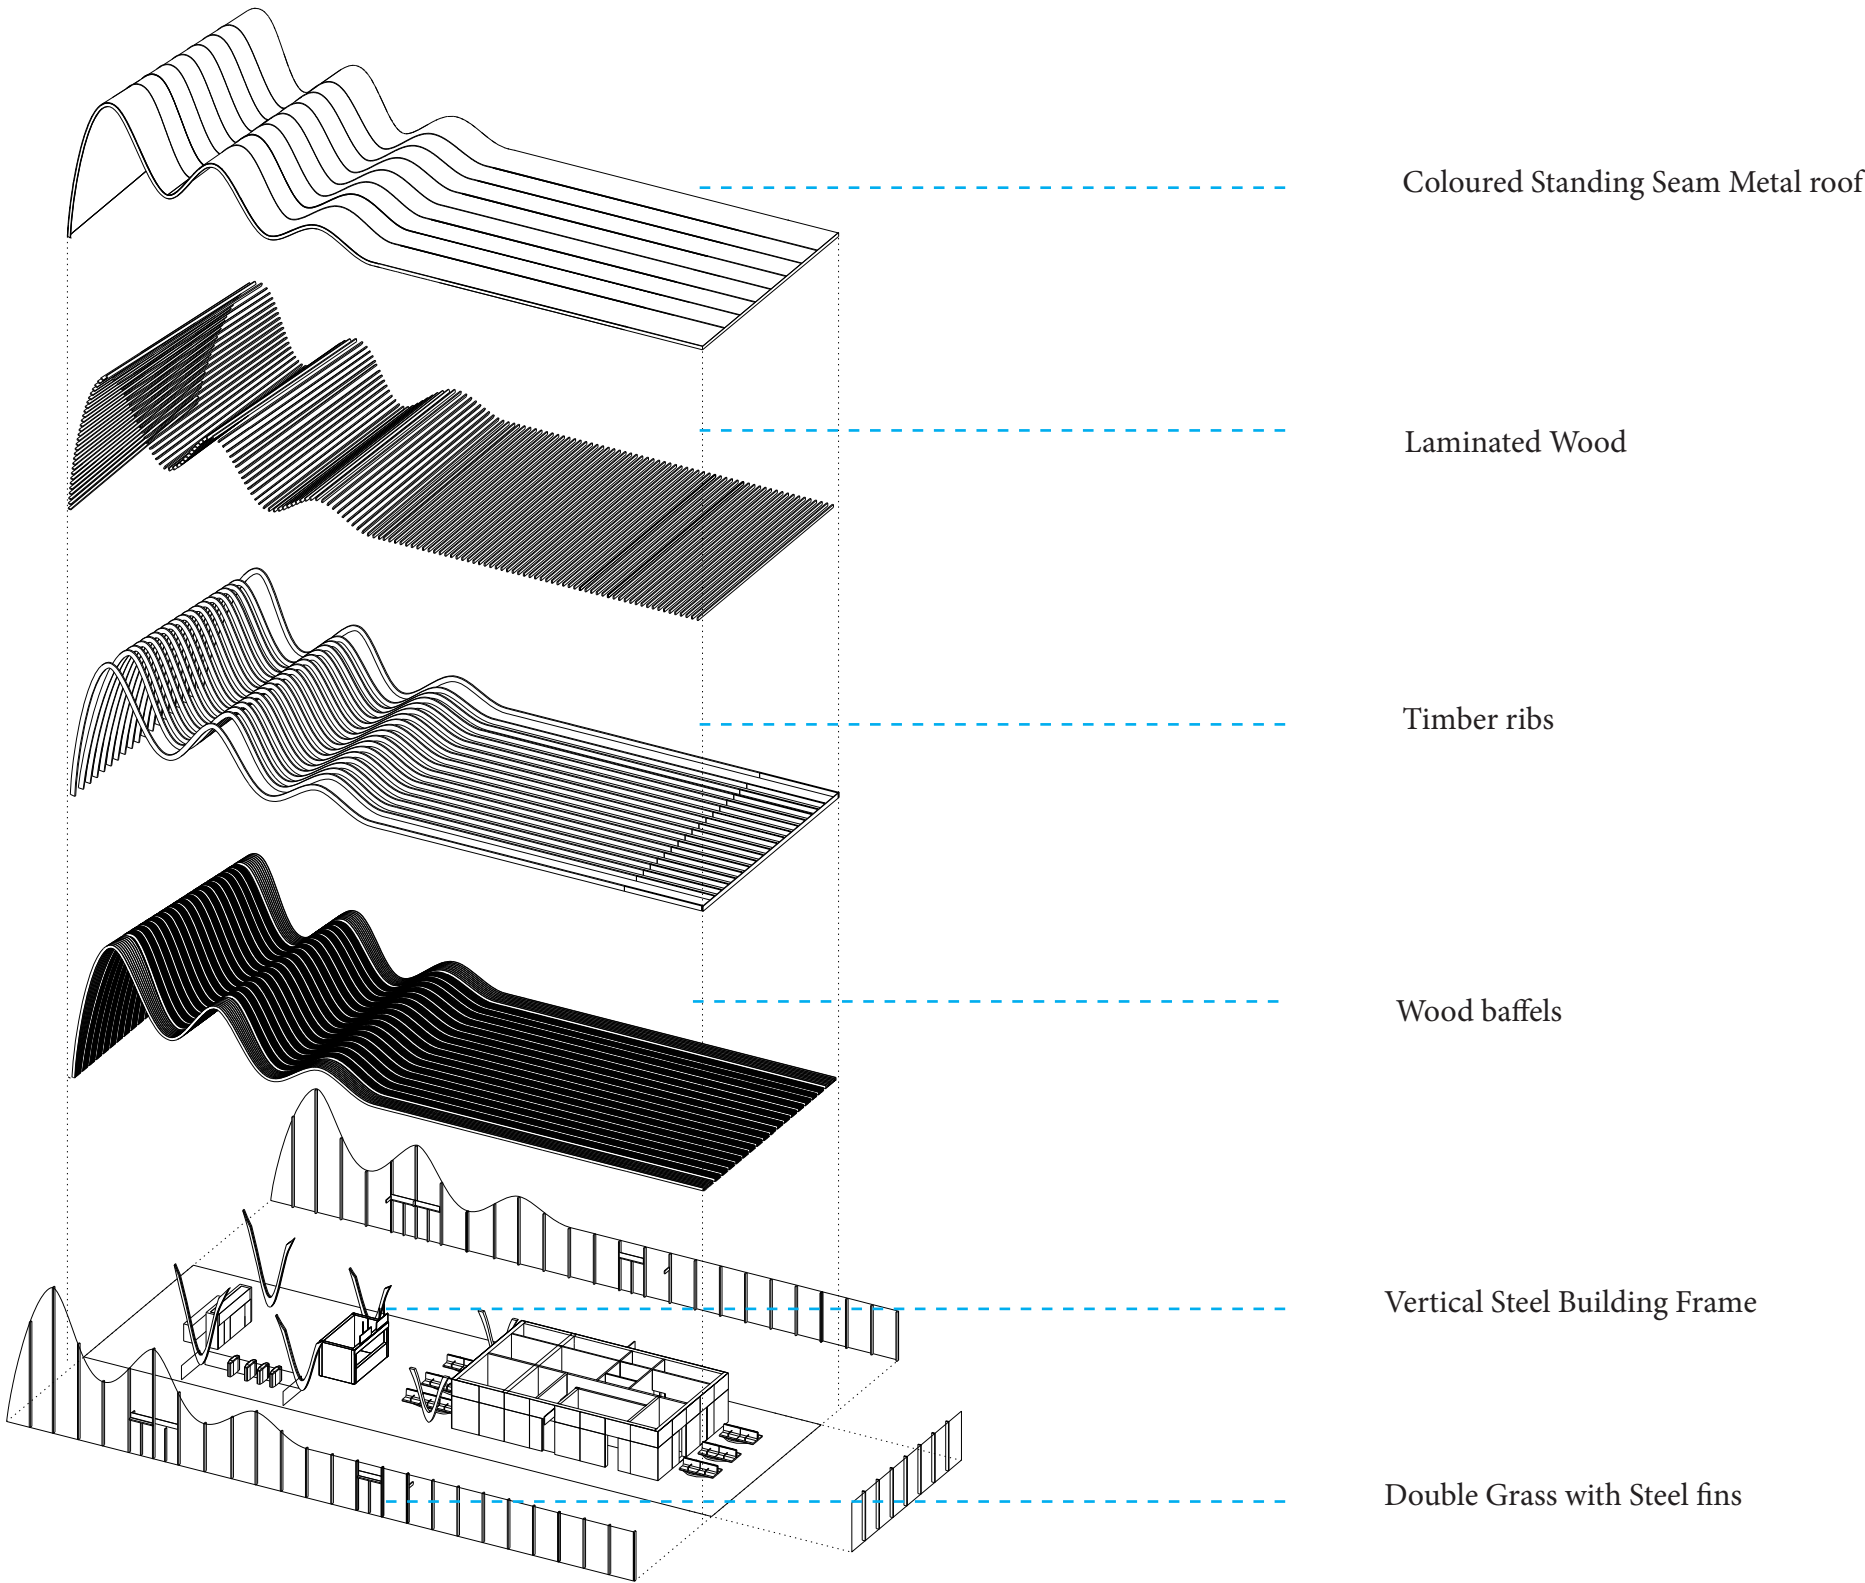 Coloured Standing Seam Metal roof
Laminated Wood
Timber ribs
Wood baffels
Vertical Steel Building Frame
Double Grass with Steel fins